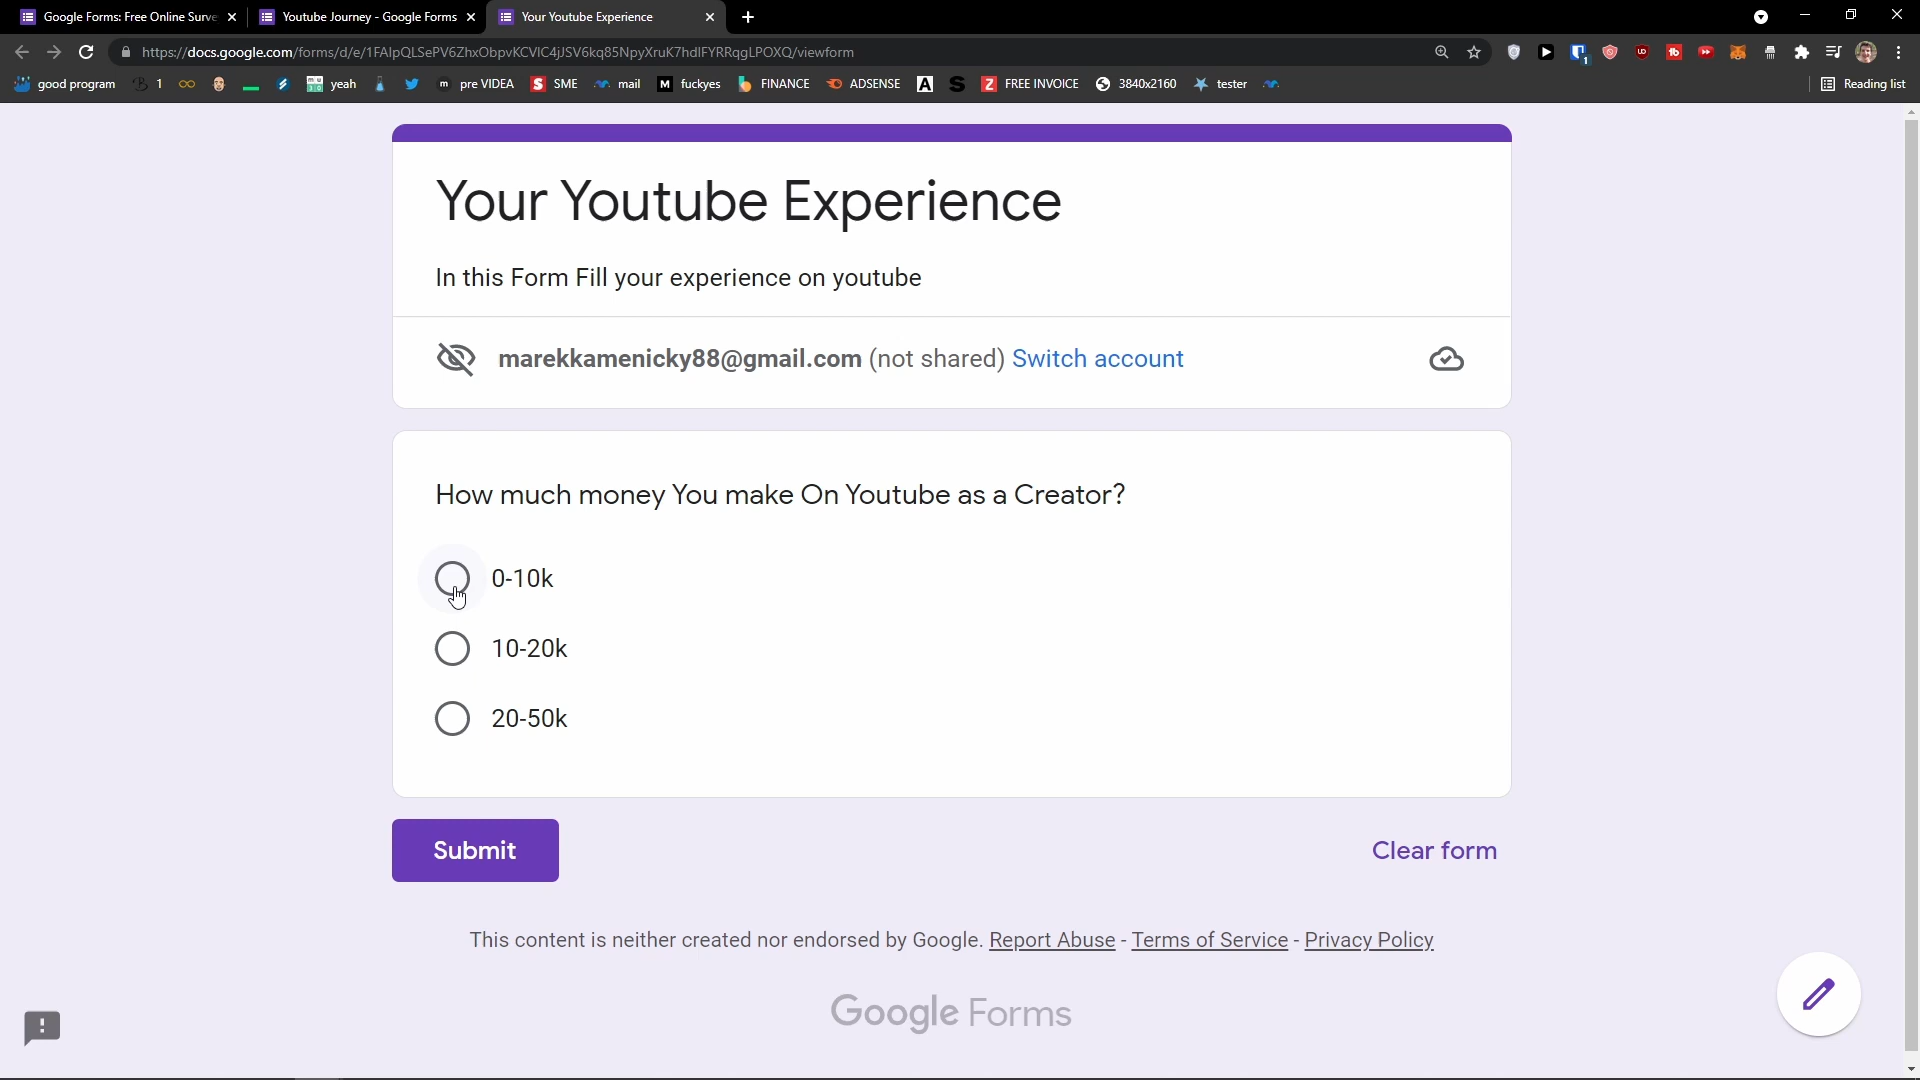 Google Forms: Free Online Surve
Youtube Journey - Google Forms
Your Youtube Experience
https://docs.google.com/forms/d/e/1FAIpQLSePV6ZhxObpvKCVIC4jJSV6kq85NpyXruK7hdIFYRRqgLPOXQ/viewform
good program 1 yeah pre VIDEA SME mail fuckyes FINANCE ADSENSE FREE INVOICE 3840x2160 tester Reading list
Your Youtube Experience
In this Form Fill your experience on youtube
marekkamenicky88@gmail.com (not shared) Switch account
How much money You make On Youtube as a Creator?
0-10k
10-20k
20-50k
Submit
Clear form
This content is neither created nor endorsed by Google. Report Abuse - Terms of Service - Privacy Policy
Google Forms